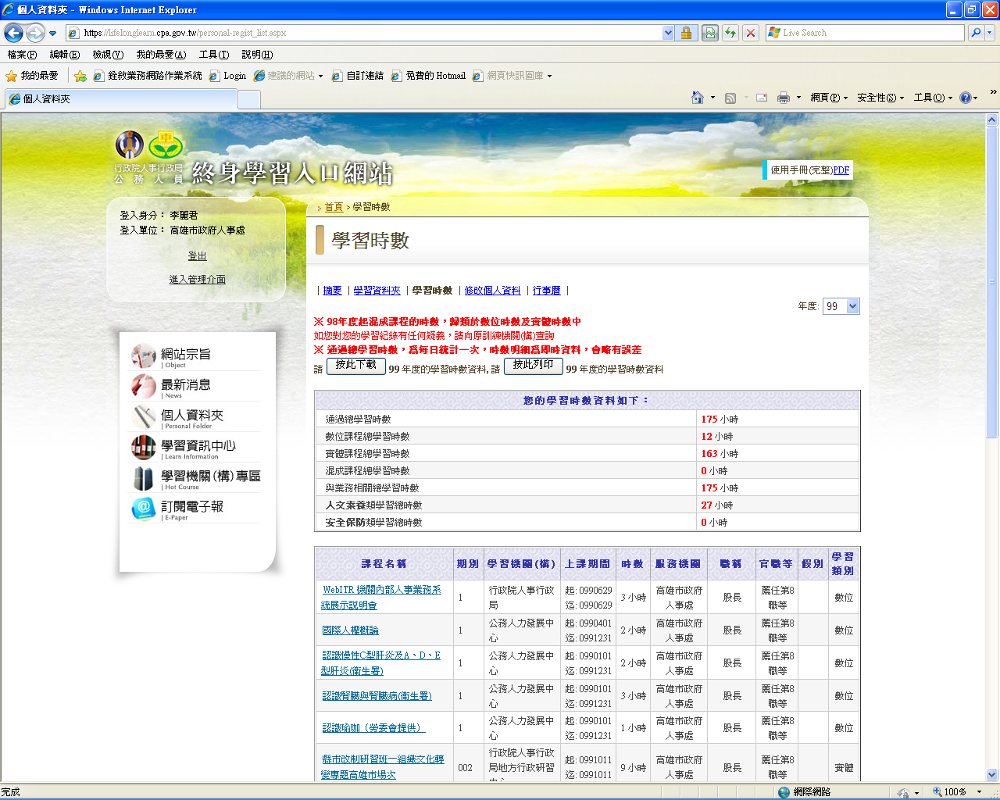 個人資料夾 - Windows Internet Explorer
https://lifelonglearn.cpa.gov.tw/personal-regist_list.aspx
Live Search
檔案(F) 編輯(E) 檢視(V) 我的最愛(A) 工具(T) 說明(H)
我的最愛 銓敘業務網路作業系統 Login 建議的網站 自訂連結 免費的 Hotmail 網頁快訊圖庫
個人資料夾 網頁(P) 安全性(S) 工具(O)
行政院人事行政局
公務人員
終身學習入口網站
使用手冊(完整)PDF
登入身分： 李麗君
登入單位： 高雄市政府人事處
登出
進入管理介面
網站宗旨
| Object
最新消息
| News
個人資料夾
| Personal Folder
學習資訊中心
| Learn Information
學習機關(構)專區
| Hot Course
訂閱電子報
| E-Paper
首頁 > 學習時數
學習時數
| 摘要 | 學習資料夾 | 學習時數 | 修改個人資料 | 行事曆 |
年度: 99
※ 98年度起混成課程的時數，歸類於數位時數及實體時數中
如您對您的學習紀錄有任何疑義，請向原訓練機關(構)查詢
※ 通過總學習時數，為每日統計一次，時數明細為即時資料，會略有誤差
請 按此下載 99 年度的學習時數資料, 請 按此列印 99 年度的學習時數資料
您的學習時數資料如下：
通過總學習時數 175 小時
數位課程總學習時數 12 小時
實體課程總學習時數 163 小時
混成課程總學習時數 0 小時
與業務相關總學習時數 175 小時
人文素養類學習總時數 27 小時
安全保防類學習總時數 0 小時
課程名稱 期別 學習機關(構) 上課期間 時數 服務機關 職稱 官職等 假別 學習類別
WebITR 機關內部人事業務系統展示說明會 1 行政院人事行政局 起: 0990629 迄: 0990629 3 小時 高雄市政府人事處 股長 薦任第8職等 數位
國際人權概論 1 公務人力發展中心 起: 0990401 迄: 0991231 2 小時 高雄市政府人事處 股長 薦任第8職等 數位
認識慢性C型肝炎及A、D、E型肝炎(衛生署) 1 公務人力發展中心 起: 0990101 迄: 0991231 2 小時 高雄市政府人事處 股長 薦任第8職等 數位
認識腎臟與腎臟病(衛生署) 1 公務人力發展中心 起: 0990101 迄: 0991231 3 小時 高雄市政府人事處 股長 薦任第8職等 數位
認識瑜珈（勞委會提供） 1 公務人力發展中心 起: 0990101 迄: 0991231 1 小時 高雄市政府人事處 股長 薦任第8職等 數位
縣市改制研習班─組織文化轉變專題高雄市場次 002 行政院人事行政局地方行政研習 起: 0991011 迄: 0991011 9 小時 高雄市政府人事處 股長 薦任第8職等 實體
完成 網際網路 100%